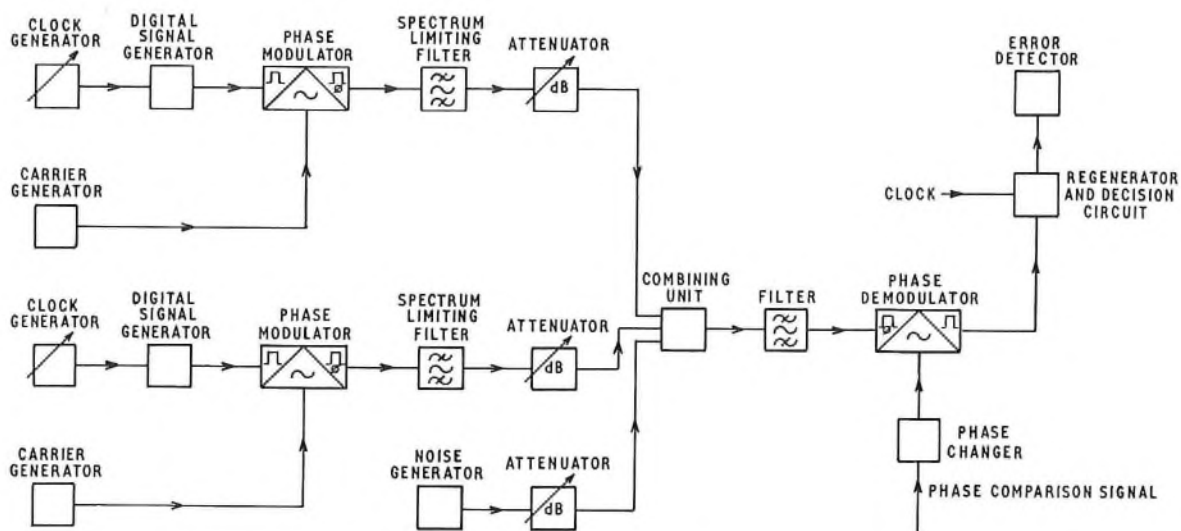 CLOCK
GENERATOR
DIGITAL
SIGNAL
GENERATOR
PHASE
MODULATOR
SPECTRUM
LIMITING
FILTER
ATTENUATOR
dB
CARRIER
GENERATOR
CLOCK
GENERATOR
DIGITAL
SIGNAL
GENERATOR
PHASE
MODULATOR
SPECTRUM
LIMITING
FILTER
ATTENUATOR
dB
CARRIER
GENERATOR
NOISE
GENERATOR
ATTENUATOR
dB
COMBINING
UNIT
FILTER
PHASE
DEMODULATOR
ERROR
DETECTOR
CLOCK
REGENERATOR
AND DECISION
CIRCUIT
PHASE
CHANGER
PHASE COMPARISON SIGNAL